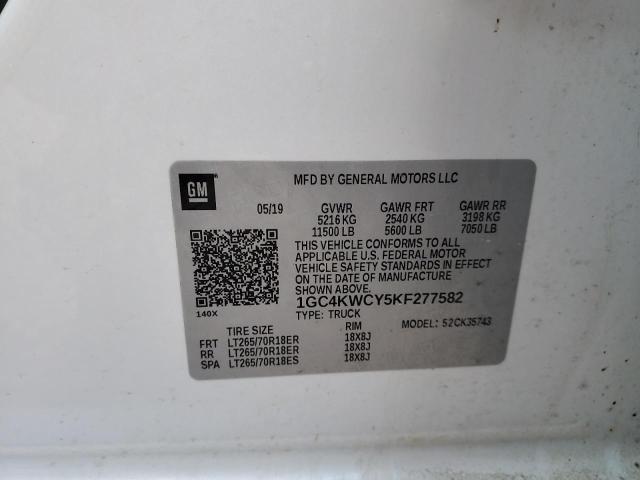 GM
MFD BY GENERAL MOTORS LLC
05/19 GVWR GAWR FRT GAWR RR
5216 KG 2540 KG 3198 KG
11500 LB 5600 LB 7050 LB
THIS VEHICLE CONFORMS TO ALL
APPLICABLE U.S. FEDERAL MOTOR
VEHICLE SAFETY STANDARDS IN EFFECT
ON THE DATE OF MANUFACTURE
SHOWN ABOVE.
1GC4KWCY5KF277582
140X TYPE: TRUCK MODEL: 52CK35743
TIRE SIZE RIM
FRT LT265/70R18ER 18X8J
RR LT265/70R18ER 18X8J
SPA LT265/70R18ES 18X8J